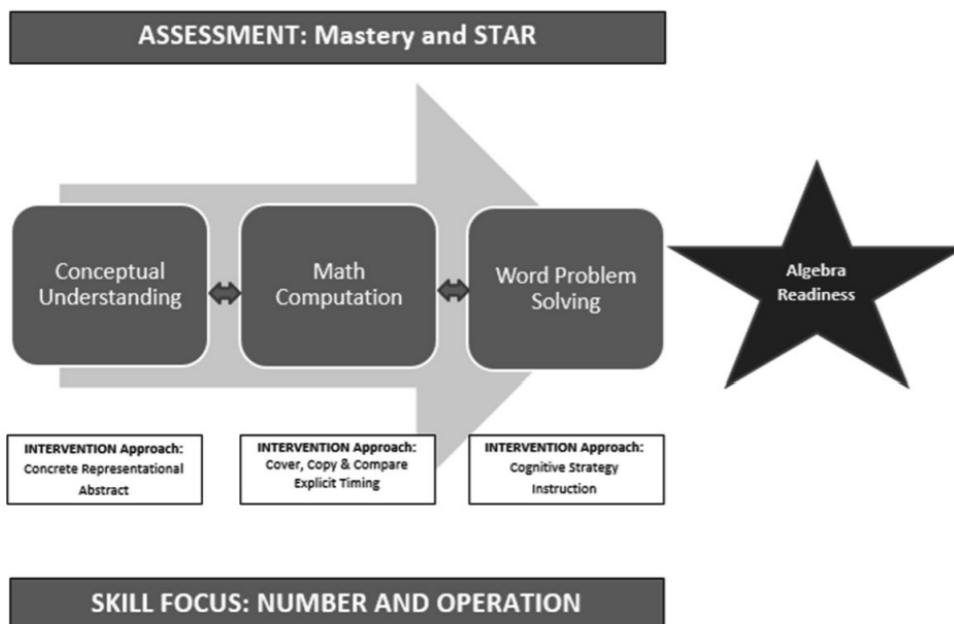 ASSESSMENT: Mastery and STAR
Conceptual
Understanding
Math
Computation
Word Problem
Solving
Algebra
Readiness
INTERVENTION Approach:
Concrete Representational
Abstract
INTERVENTION Approach:
Cover, Copy & Compare
Explicit Timing
INTERVENTION Approach:
Cognitive Strategy
Instruction
SKILL FOCUS: NUMBER AND OPERATION